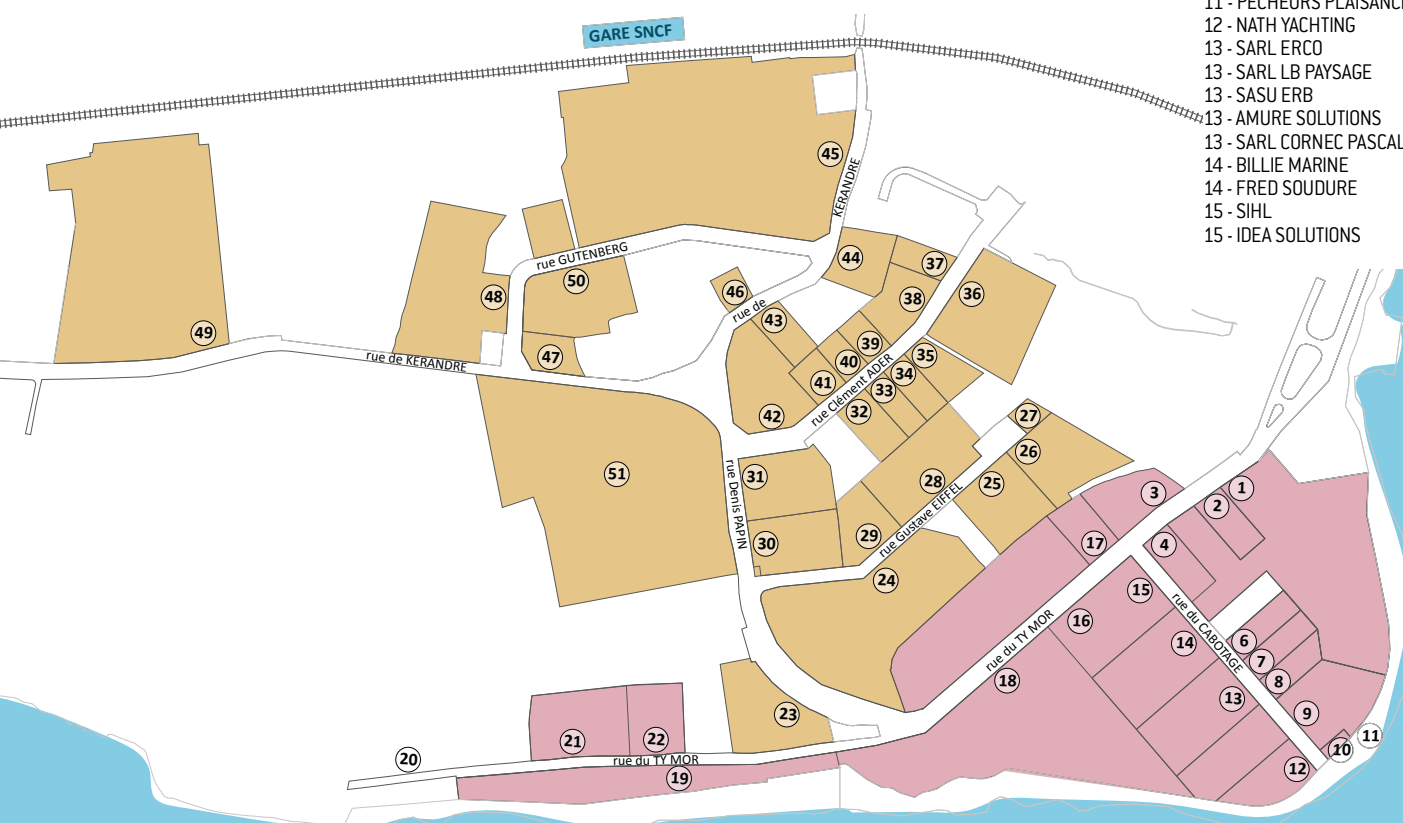 11 - PÊCHEURS PLAISANCE
12 - NATH YACHTING
13 - SARL ERCO
13 - SARL LB PAYSAGE
13 - SASU ERB
13 - AMURE SOLUTIONS
13 - SARL CORNEC PASCAL
14 - BILLIE MARINE
14 - FRED SOUDURE
15 - SIHL
15 - IDEA SOLUTIONS
GARE SNCF
45
KERANDRE
rue GUTENBERG
44
37
50
46
48
38
36
rue de
43
49
39
35
rue de KERANDRE
47
40
34
41
33
rue Clément ADER
32
42
27
26
51
31
28
25
rue Denis PAPIN
rue Gustave EIFFEL
3
1
2
30
29
17
4
24
15
rue du CABOTAGE
16
rue du TY MOR
14
6
7
18
8
13
23
9
21
22
11
10
20
rue du TY MOR
12
19